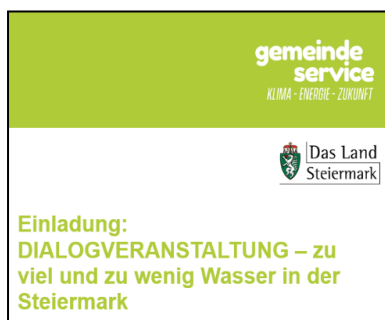 gemeinde
service
KLIMA - ENERGIE - ZUKUNFT
Das Land
Steiermark
Einladung:
DIALOGVERANSTALTUNG – zu
viel und zu wenig Wasser in der
Steiermark